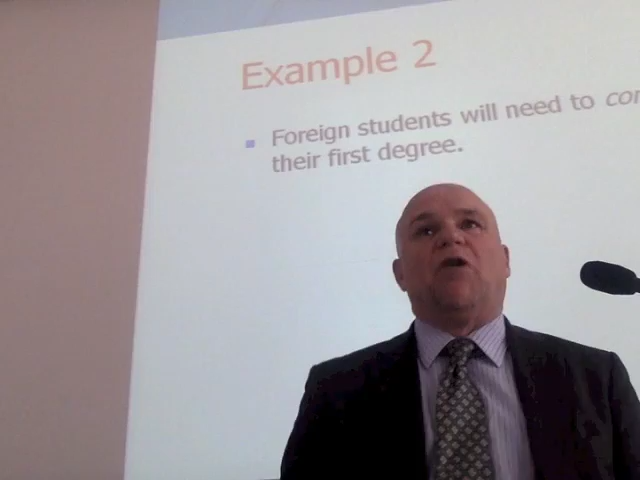 Example 2
Foreign students will need to
their first degree.